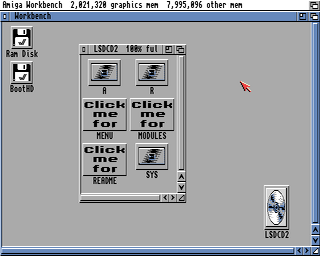 Amiga Workbench 2,021,320 graphics mem 7,995,096 other mem
Workbench
Ram Disk
BootHD
LSDCD2 100% ful
A
R
Click
me
for
MENU
Click
me
for
MODULES
Click
me
for
README
SYS
LSDCD2